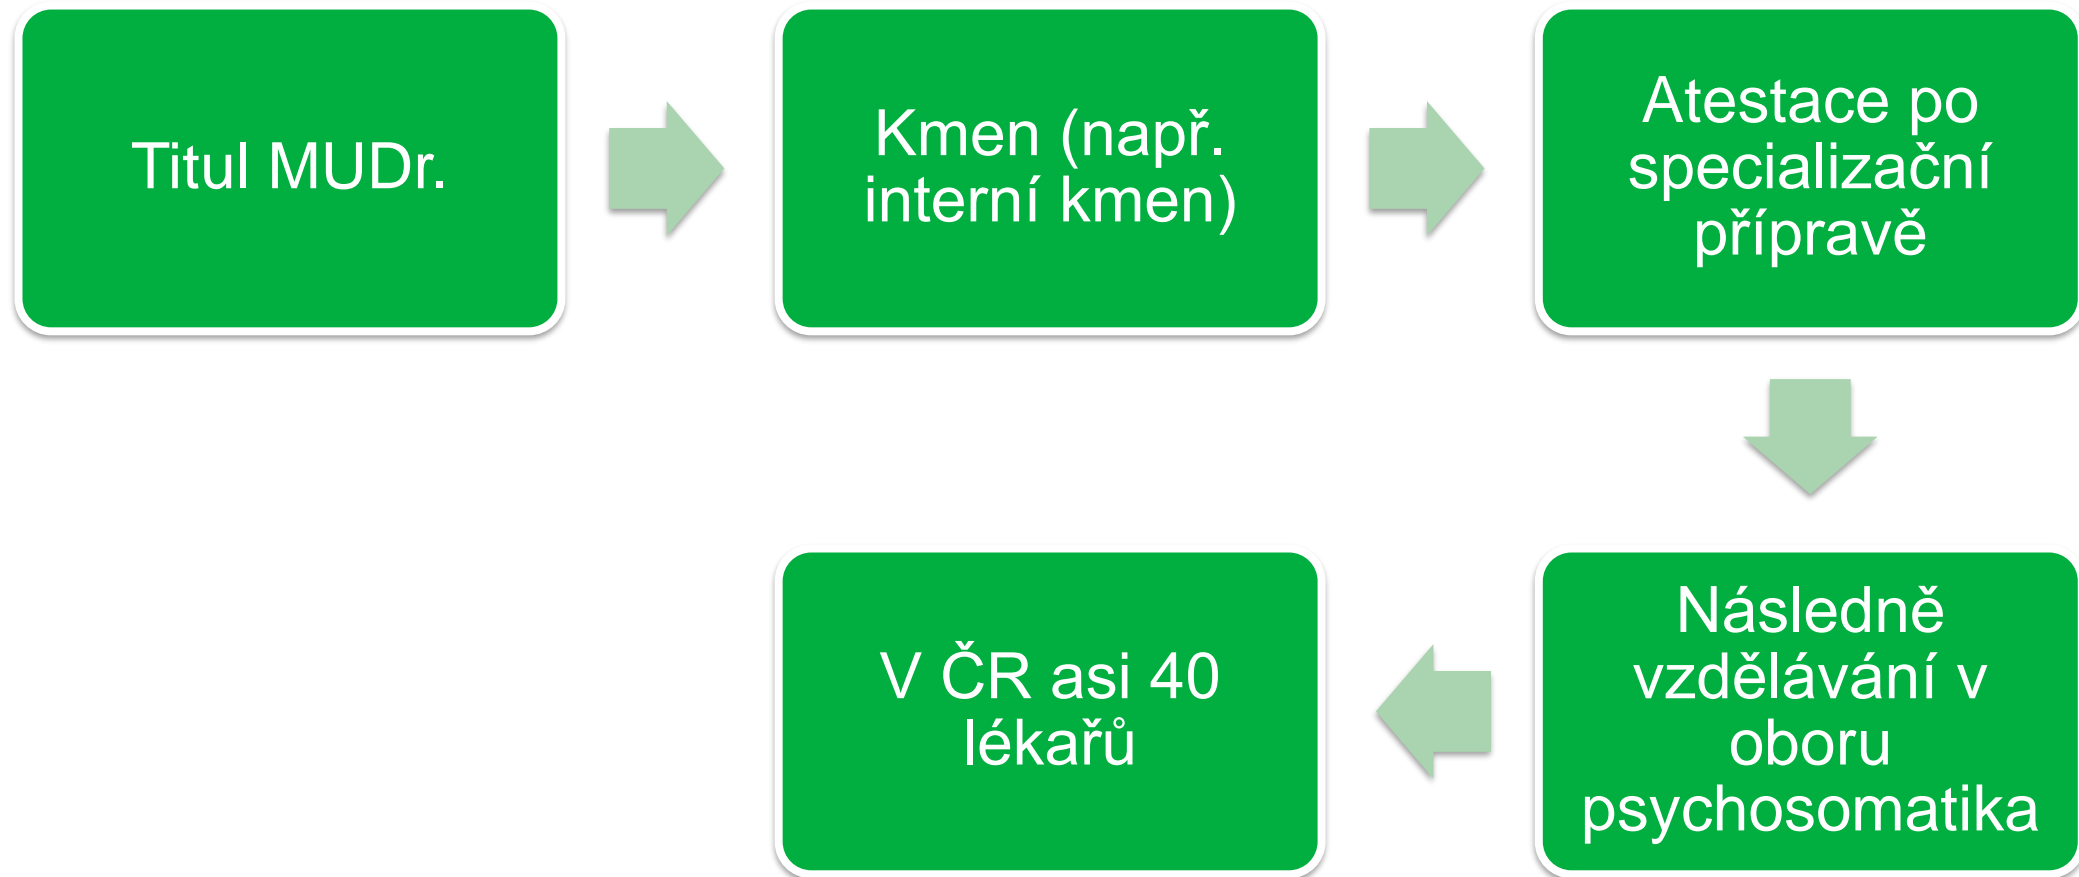 Titul MUDr.
Kmen (např.
interní kmen)
Atestace po
specializační
přípravě
Následně
vzdělávání v
oboru
psychosomatika
V ČR asi 40
lékařů